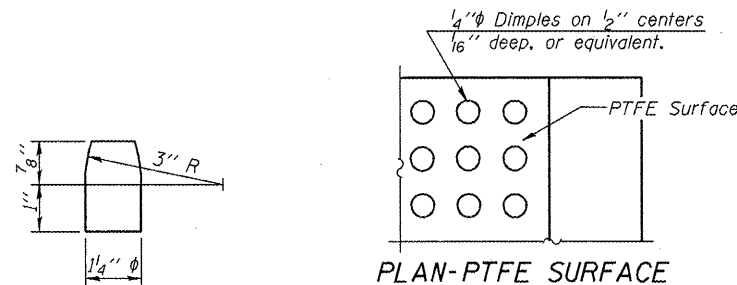 1/4"ϕ Dimples on 1/2" centers
1/16" deep. or equivalent.
PTFE Surface
7/8"
3" R
1"
1 1/4" ϕ
PLAN-PTFE SURFACE